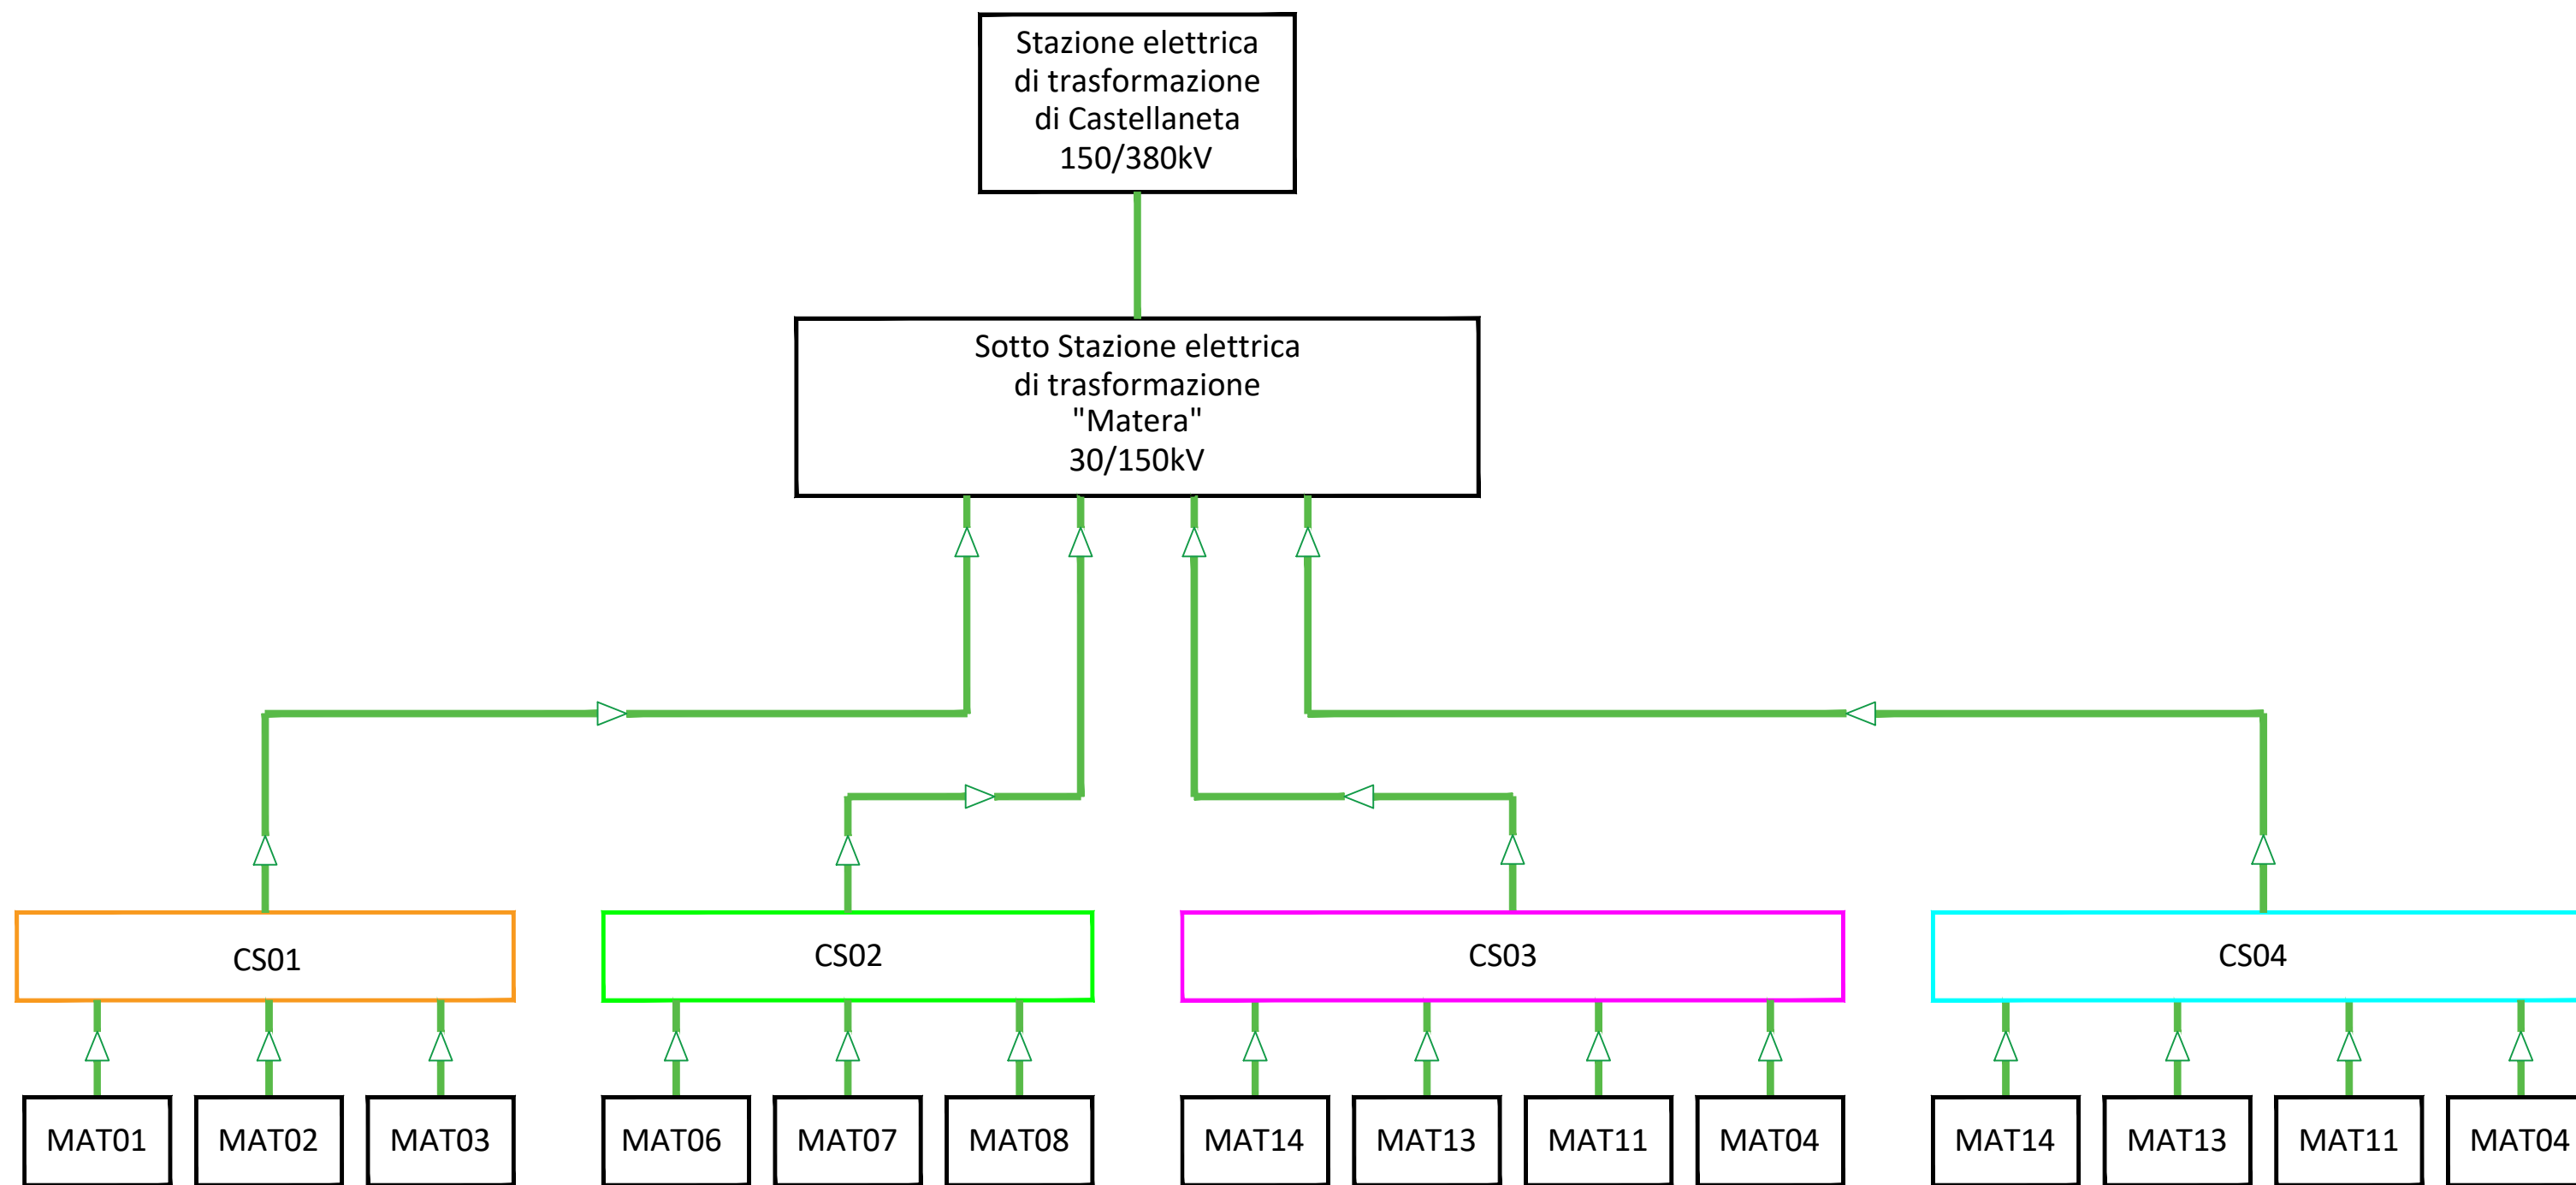 Stazione elettrica
di trasformazione
di Castellaneta
150/380kV
Sotto Stazione elettrica
di trasformazione
"Matera"
30/150kV
CS01
CS02
CS03
CS04
MAT01
MAT02
MAT03
MAT06
MAT07
MAT08
MAT14
MAT13
MAT11
MAT04
MAT14
MAT13
MAT11
MAT04